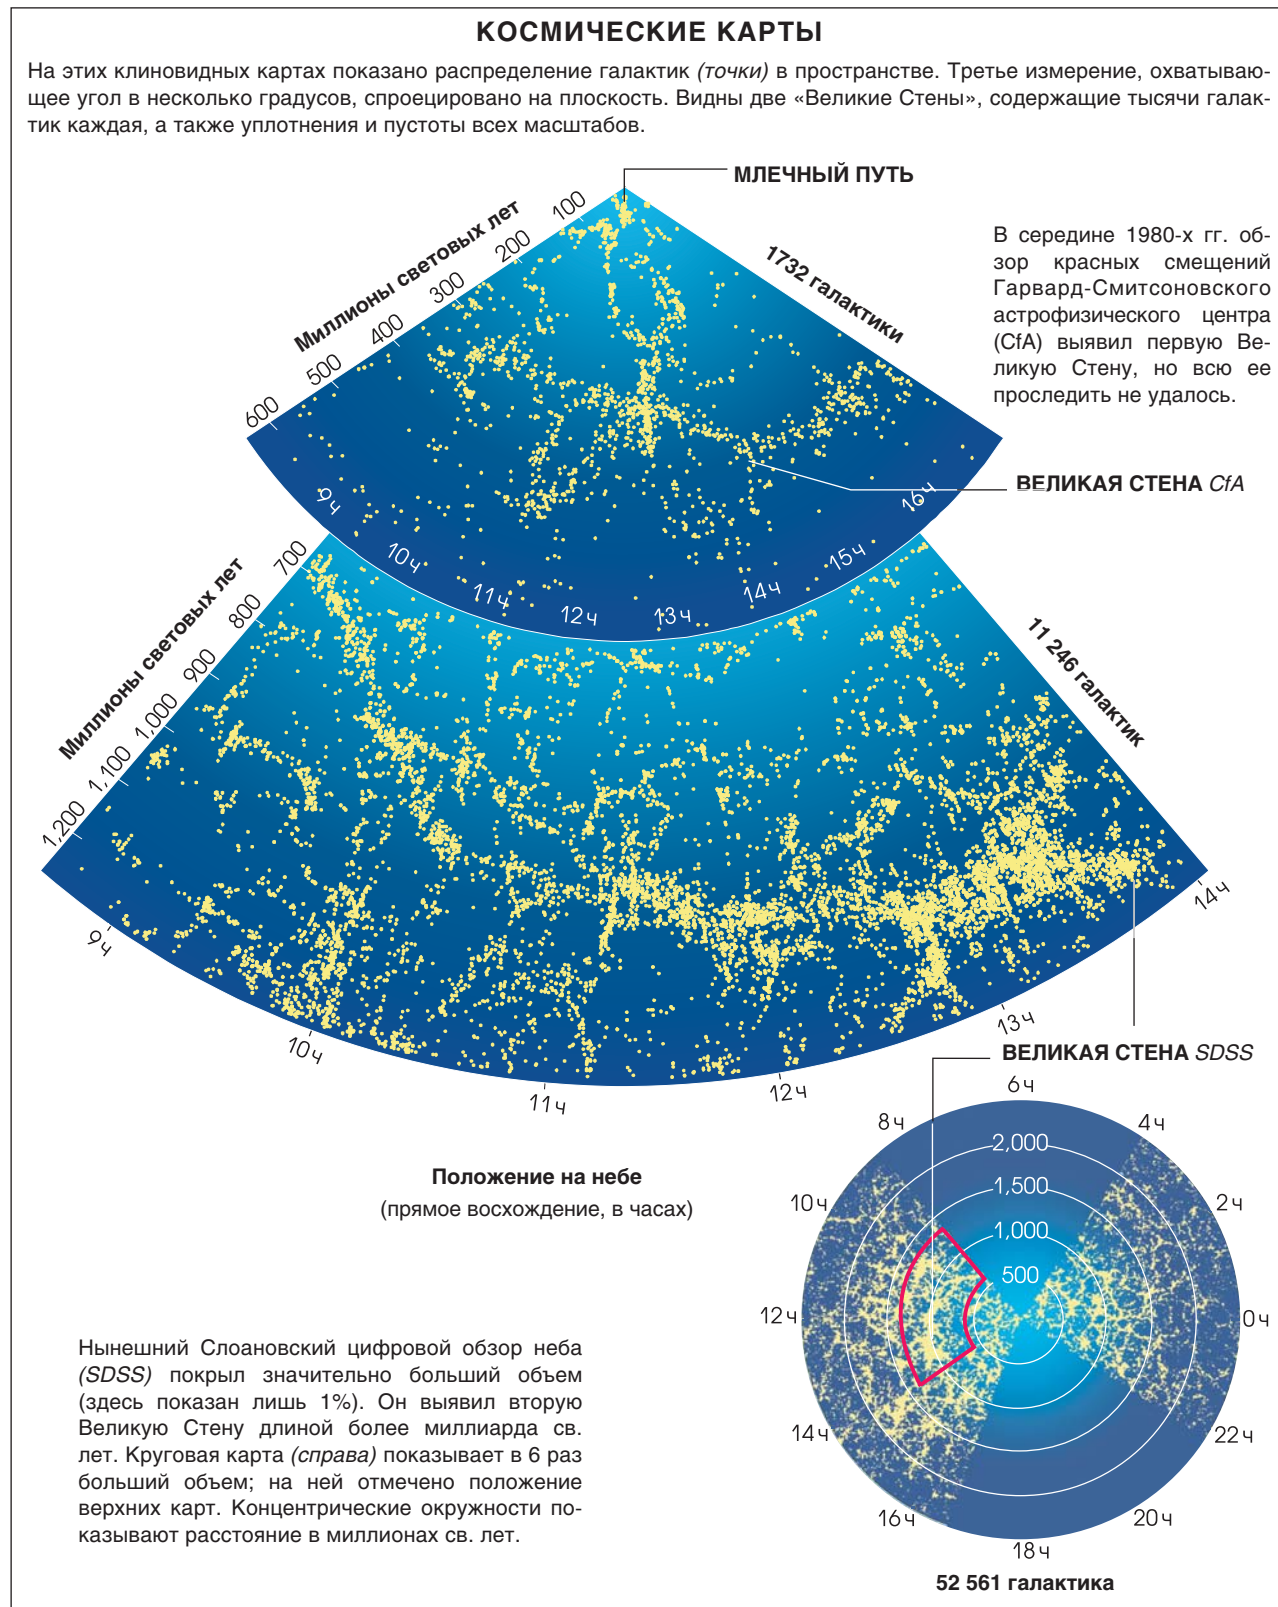 КОСМИЧЕСКИЕ КАРТЫ
На этих клиновидных картах показано распределение галактик (точки) в пространстве. Третье измерение, охватываю-
щее угол в несколько градусов, спроецировано на плоскость. Видны две «Великие Стены», содержащие тысячи галак-
тик каждая, а также уплотнения и пустоты всех масштабов.
МЛЕЧНЫЙ ПУТЬ
Миллионы световых лет
100
200
300
400
500
600
1732 галактики
В середине 1980-х гг. об-
зор красных смещений
Гарвард-Смитсоновского
астрофизического центра
(CfA) выявил первую Ве-
ликую Стену, но всю ее
проследить не удалось.
ВЕЛИКАЯ СТЕНА CfA
9ч
10ч
11ч
12 ч
13ч
14ч
15ч
16ч
Миллионы световых лет
700
800
900
1,000
1,100
1,200
11 246 галактик
9ч
10ч
11ч
12 ч
13ч
14ч
ВЕЛИКАЯ СТЕНА SDSS
Положение на небе
(прямое восхождение, в часах)
6ч
8ч
4ч
2,000
10ч
1,500
2ч
1,000
500
12ч
0ч
14ч
22ч
16ч
20ч
18ч
52 561 галактика
Нынешний Слоановский цифровой обзор неба
(SDSS) покрыл значительно больший объем
(здесь показан лишь 1%). Он выявил вторую
Великую Стену длиной более миллиарда св.
лет. Круговая карта (справа) показывает в 6 раз
больший объем; на ней отмечено положение
верхних карт. Концентрические окружности по-
казывают расстояние в миллионах св. лет.